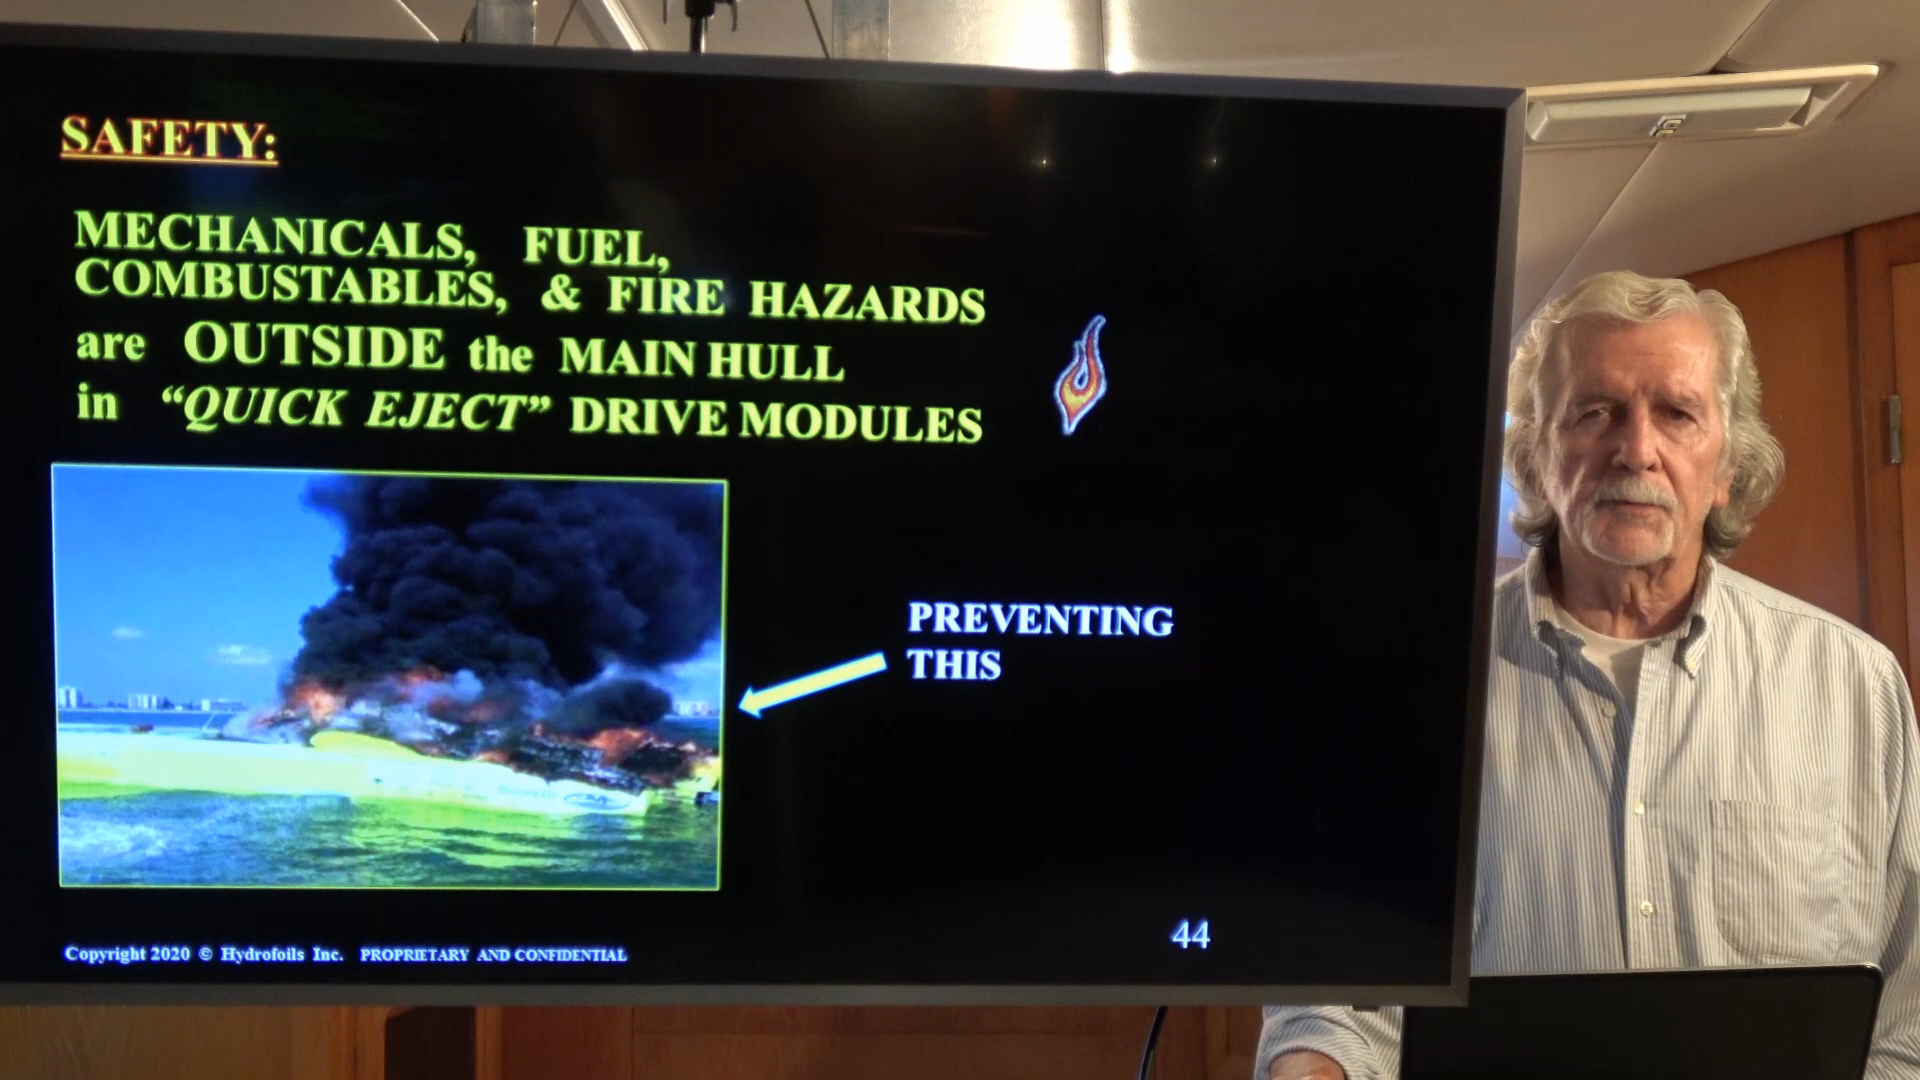 SAFETY:
MECHANICALS, FUEL,
COMBUSTABLES, & FIRE HAZARDS
are OUTSIDE the MAIN HULL
in “QUICK EJECT” DRIVE MODULES
PREVENTING
THIS
Copyright 2020 © Hydrofoils Inc. PROPRIETARY AND CONFIDENTIAL
44